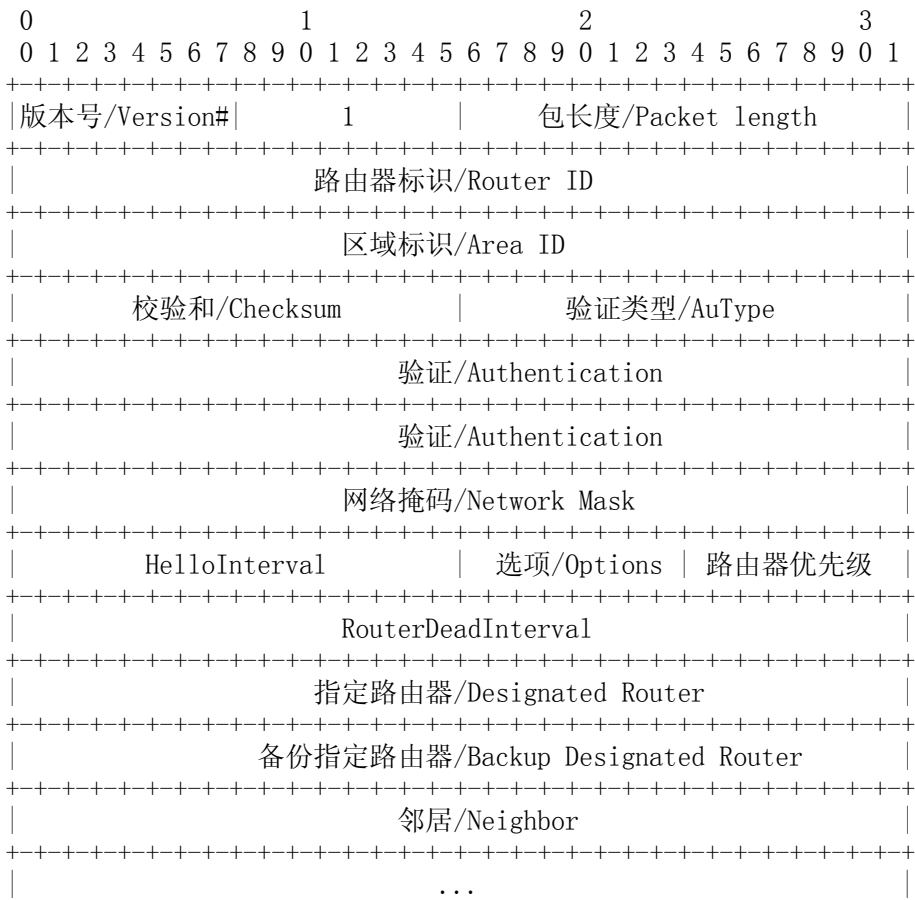 0                   1                   2                   3
0 1 2 3 4 5 6 7 8 9 0 1 2 3 4 5 6 7 8 9 0 1 2 3 4 5 6 7 8 9 0 1
+-+-+-+-+-+-+-+-+-+-+-+-+-+-+-+-+-+-+-+-+-+-+-+-+-+-+-+-+-+-+-+-+
|版本号/Version#| 1 | 包长度/Packet length |
+-+-+-+-+-+-+-+-+-+-+-+-+-+-+-+-+-+-+-+-+-+-+-+-+-+-+-+-+-+-+-+-+
| 路由器标识/Router ID |
+-+-+-+-+-+-+-+-+-+-+-+-+-+-+-+-+-+-+-+-+-+-+-+-+-+-+-+-+-+-+-+-+
| 区域标识/Area ID |
+-+-+-+-+-+-+-+-+-+-+-+-+-+-+-+-+-+-+-+-+-+-+-+-+-+-+-+-+-+-+-+-+
| 校验和/Checksum | 验证类型/AuType |
+-+-+-+-+-+-+-+-+-+-+-+-+-+-+-+-+-+-+-+-+-+-+-+-+-+-+-+-+-+-+-+-+
| 验证/Authentication |
+-+-+-+-+-+-+-+-+-+-+-+-+-+-+-+-+-+-+-+-+-+-+-+-+-+-+-+-+-+-+-+-+
| 验证/Authentication |
+-+-+-+-+-+-+-+-+-+-+-+-+-+-+-+-+-+-+-+-+-+-+-+-+-+-+-+-+-+-+-+-+
| 网络掩码/Network Mask |
+-+-+-+-+-+-+-+-+-+-+-+-+-+-+-+-+-+-+-+-+-+-+-+-+-+-+-+-+-+-+-+-+
| HelloInterval | 选项/Options | 路由器优先级 |
+-+-+-+-+-+-+-+-+-+-+-+-+-+-+-+-+-+-+-+-+-+-+-+-+-+-+-+-+-+-+-+-+
| RouterDeadInterval |
+-+-+-+-+-+-+-+-+-+-+-+-+-+-+-+-+-+-+-+-+-+-+-+-+-+-+-+-+-+-+-+-+
| 指定路由器/Designated Router |
+-+-+-+-+-+-+-+-+-+-+-+-+-+-+-+-+-+-+-+-+-+-+-+-+-+-+-+-+-+-+-+-+
| 备份指定路由器/Backup Designated Router |
+-+-+-+-+-+-+-+-+-+-+-+-+-+-+-+-+-+-+-+-+-+-+-+-+-+-+-+-+-+-+-+-+
| 邻居/Neighbor |
+-+-+-+-+-+-+-+-+-+-+-+-+-+-+-+-+-+-+-+-+-+-+-+-+-+-+-+-+-+-+-+-+
| ... |